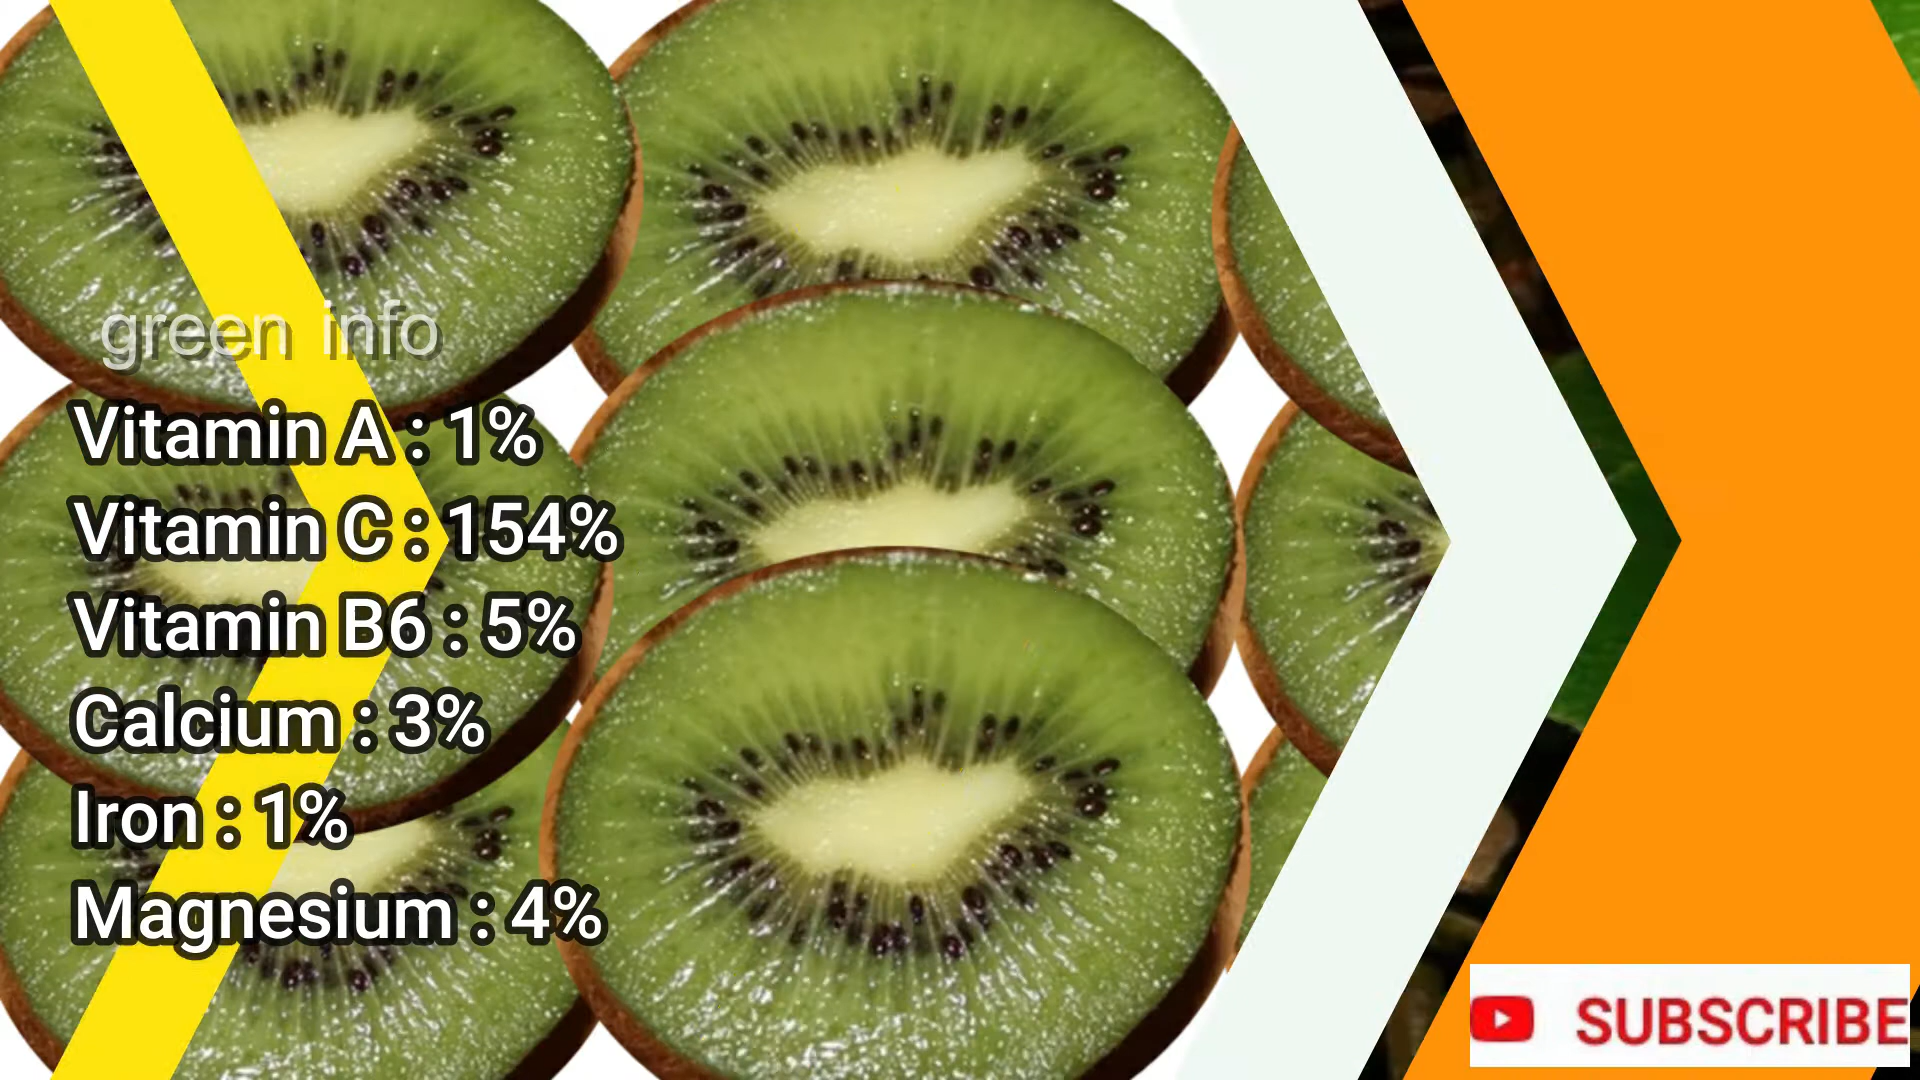 green info
Vitamin A : 1%
Vitamin C : 154%
Vitamin B6 : 5%
Calcium : 3%
Iron : 1%
Magnesium : 4%
SUBSCRIBE